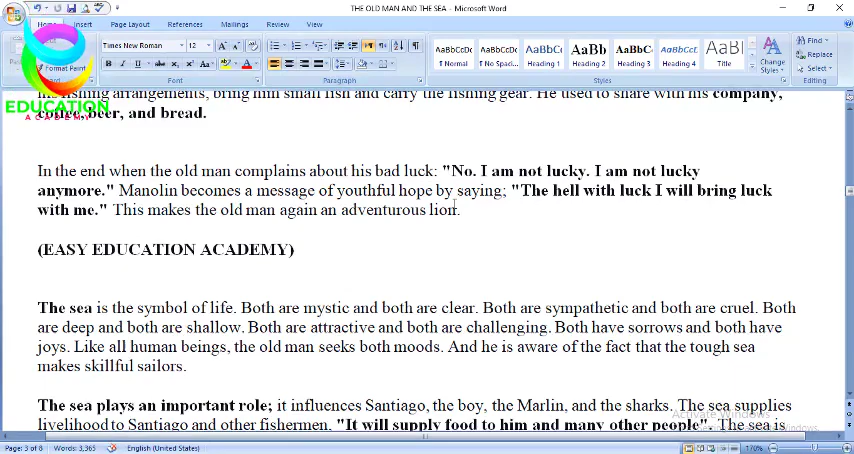 THE OLD MAN AND THE SEA - Microsoft Word
Home Insert Page Layout References Mailings Review View
Times New Roman 12
Format Paint
Font Paragraph Styles Editing
AaBbCcDc AaBbCcDc AaBbC AaBb AaBbC AaBbCcL AaBl
¶ Normal ¶ No Spaci... Heading 1 Heading 2 Heading 3 Heading 4 Title
Change Styles
Find
Replace
Select
EDUCATION
ACADEMY
his fishing arrangements, bring him small fish and carry the fishing gear. He used to share with his company,
coffee, beer, and bread.
In the end when the old man complains about his bad luck: "No. I am not lucky. I am not lucky
anymore." Manolin becomes a message of youthful hope by saying; "The hell with luck I will bring luck
with me." This makes the old man again an adventurous lion.
(EASY EDUCATION ACADEMY)
The sea is the symbol of life. Both are mystic and both are clear. Both are sympathetic and both are cruel. Both
are deep and both are shallow. Both are attractive and both are challenging. Both have sorrows and both have
joys. Like all human beings, the old man seeks both moods. And he is aware of the fact that the tough sea
makes skillful sailors.
The sea plays an important role; it influences Santiago, the boy, the Marlin, and the sharks. The sea supplies
livelihood to Santiago and other fishermen, "It will supply food to him and many other people". The sea is
Activate Windows
Page: 3 of 8 Words: 3,365 English (United States) 170%